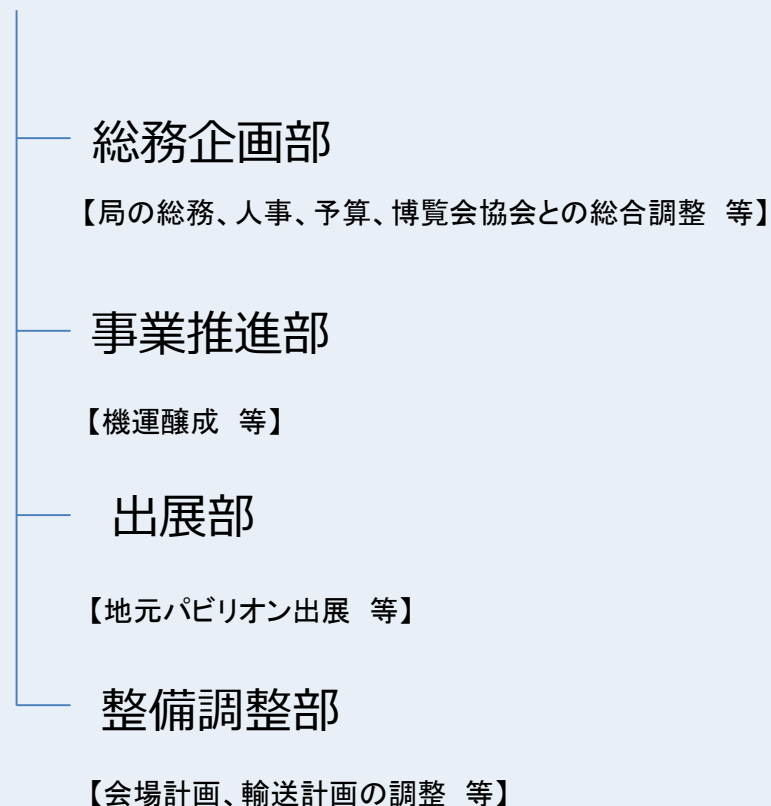 総務企画部
【局の総務、人事、予算、博覧会協会との総合調整　等】
事業推進部
【機運醸成　等】
出展部
【地元パビリオン出展　等】
整備調整部
【会場計画、輸送計画の調整　等】